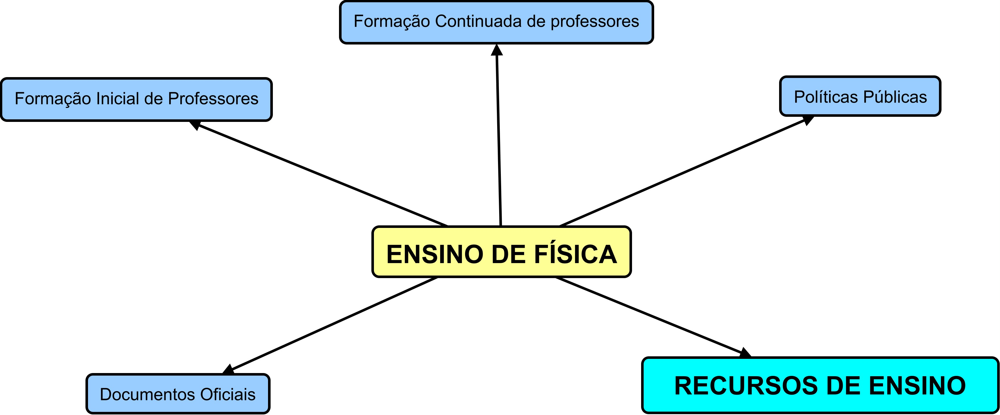 Formação Continuada de professores
Formação Inicial de Professores
Políticas Públicas
ENSINO DE FÍSICA
Documentos Oficiais
RECURSOS DE ENSINO